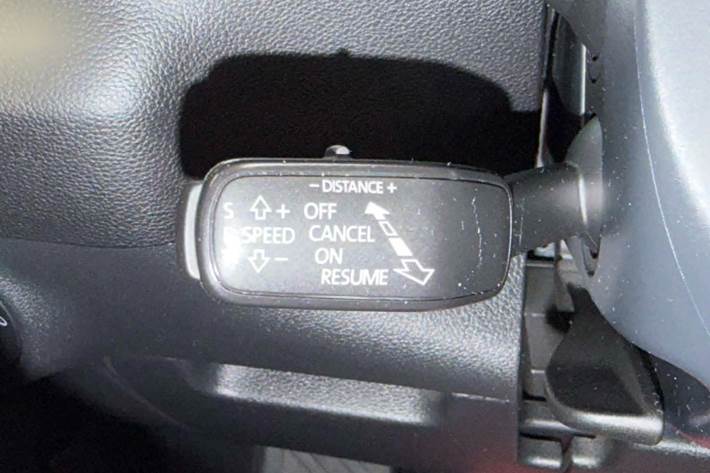 – DISTANCE +
S + OFF
SPEED CANCEL
– ON
RESUME